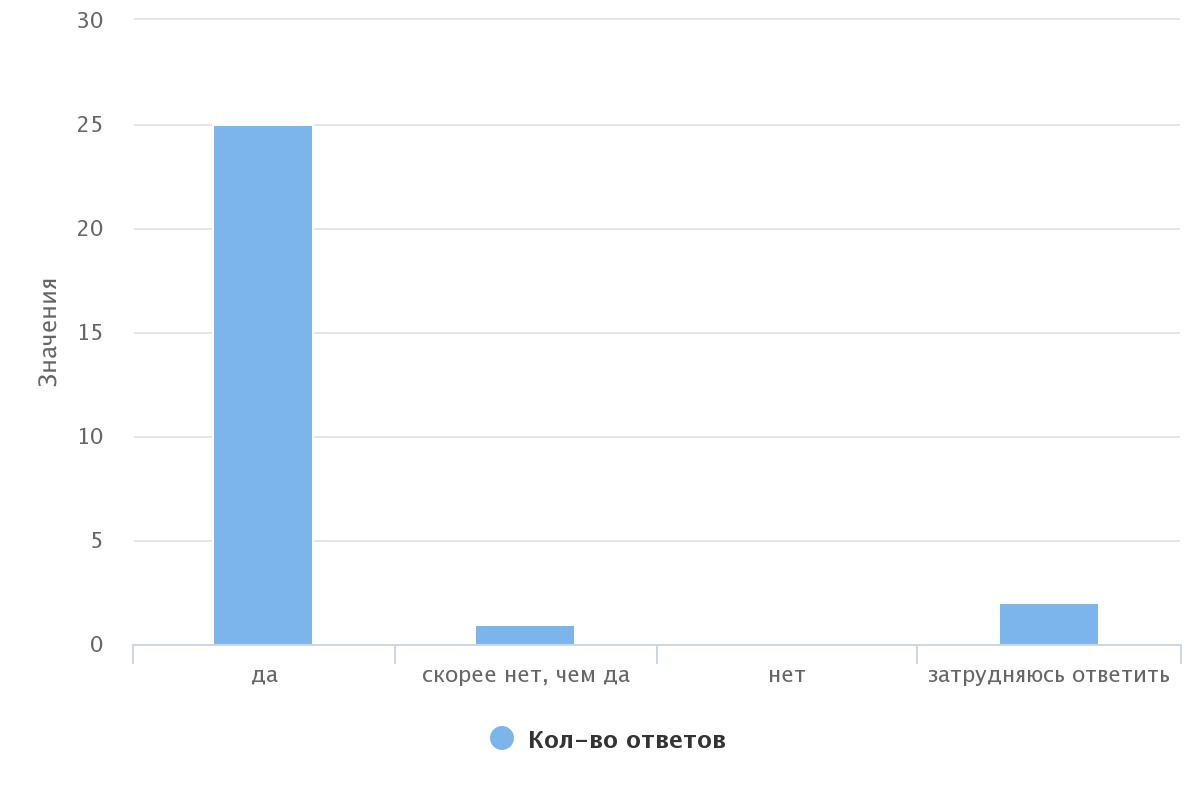 30
25
20
15
10
5
0
Значения
да
скорее нет, чем да
нет
затрудняюсь ответить
Кол-во ответов